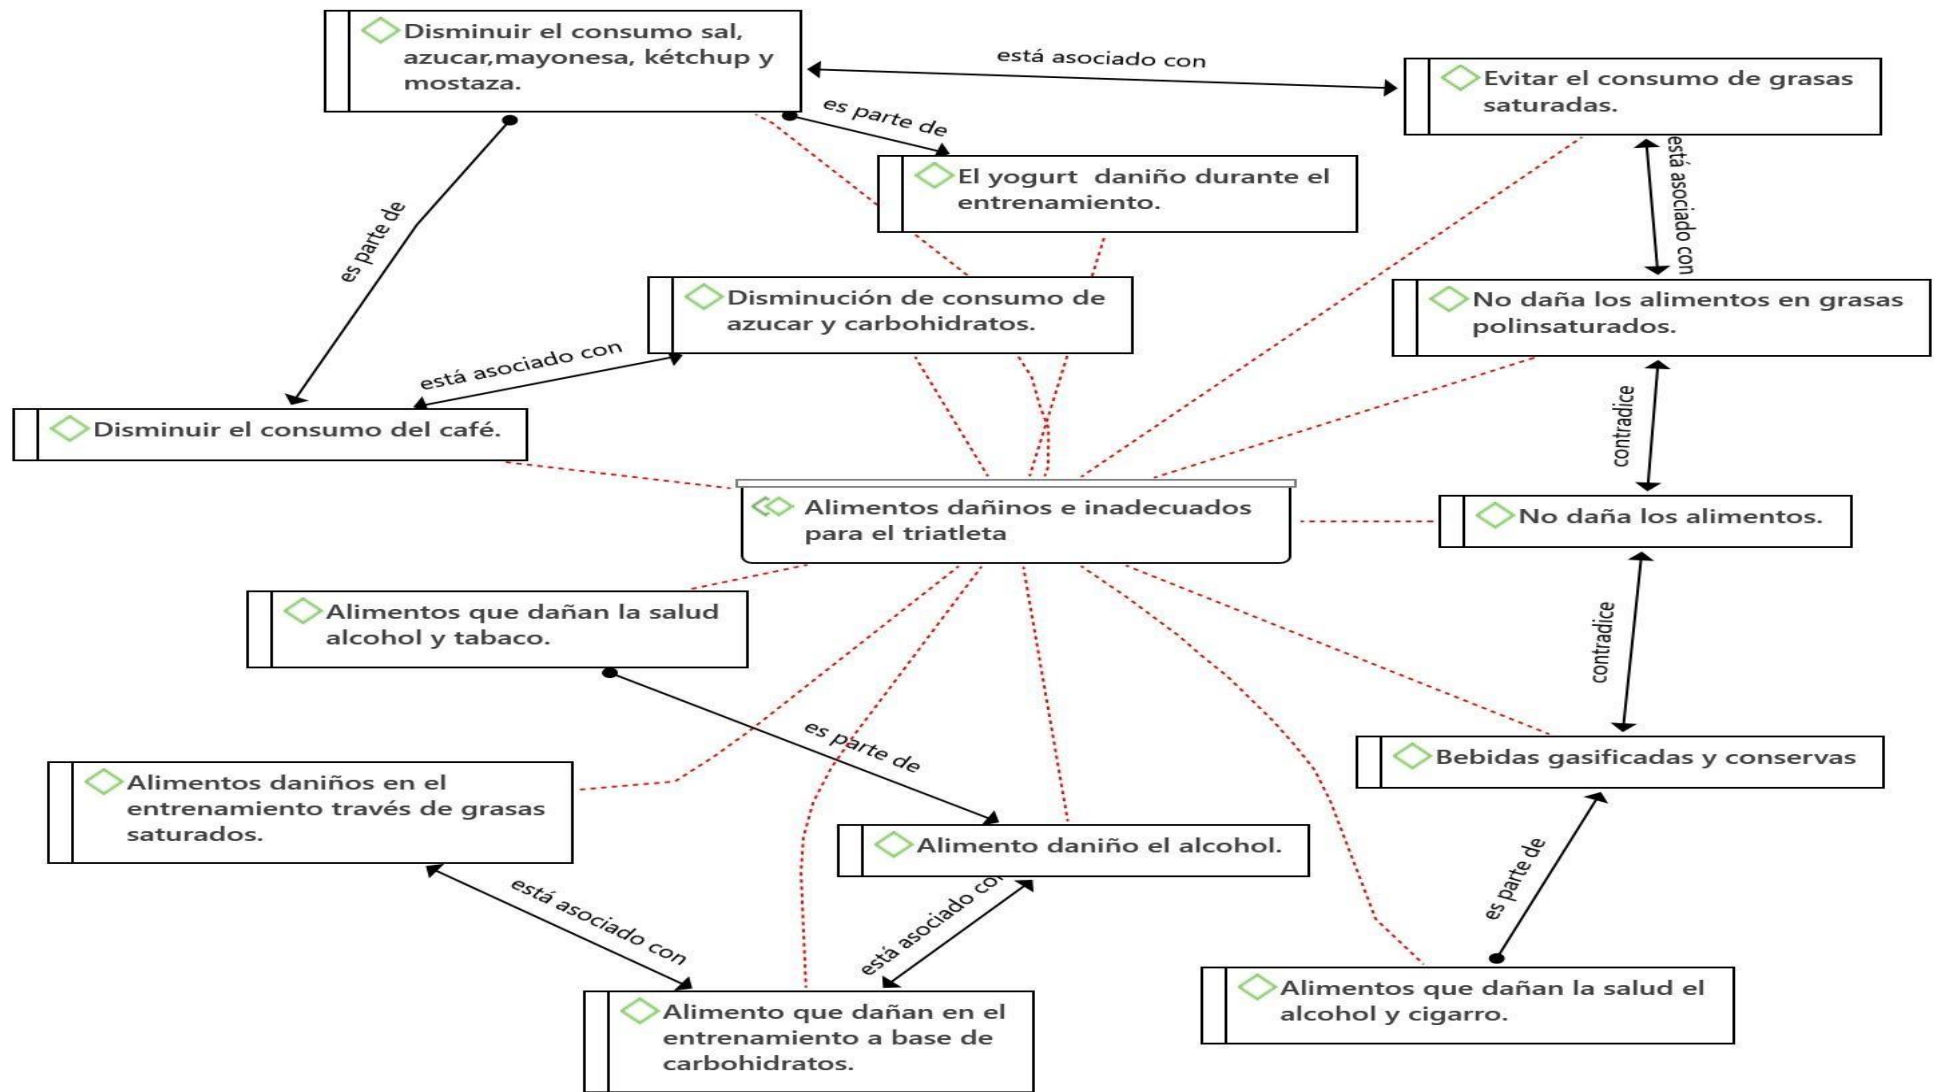 Disminuir el consumo sal,
azucar,mayonesa, kétchup y
mostaza.
está asociado con
Evitar el consumo de grasas
saturadas.
es parte de
El yogurt daniño durante el
entrenamiento.
está asociado con
es parte de
Disminución de consumo de
azucar y carbohidratos.
No daña los alimentos en grasas
polinsaturados.
está asociado con
Disminuir el consumo del café.
contradice
Alimentos dañinos e inadecuados
para el triatleta
No daña los alimentos.
Alimentos que dañan la salud
alcohol y tabaco.
contradice
es parte de
Bebidas gasificadas y conservas
Alimentos daniños en el
entrenamiento través de grasas
saturados.
Alimento daniño el alcohol.
es parte de
está asociado con
está asociado con
Alimentos que dañan la salud el
alcohol y cigarro.
Alimento que dañan en el
entrenamiento a base de
carbohidratos.